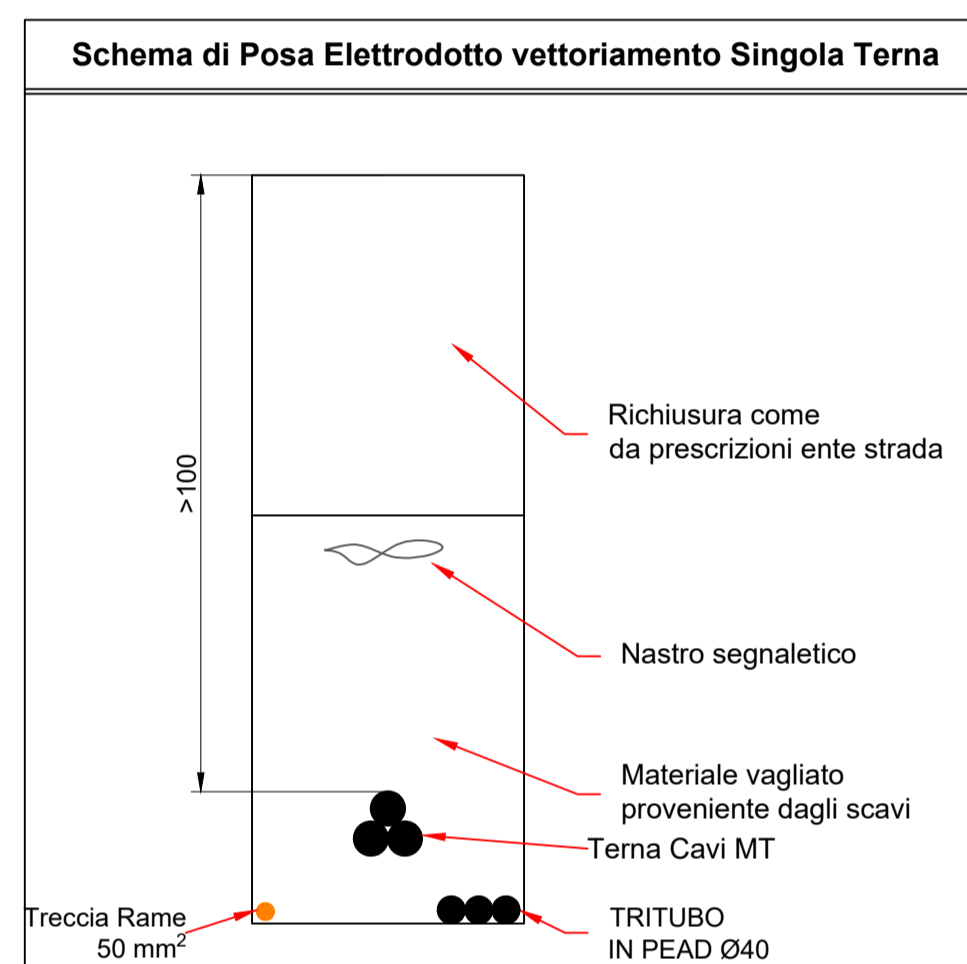 Schema di Posa Elettrodotto vettoriamento Singola Terna
>100
Richiusura come
da prescrizioni ente strada
Nastro segnaletico
Materiale vagliato
proveniente dagli scavi
Terna Cavi MT
Treccia Rame
50 mm²
TRITUBO
IN PEAD Ø40